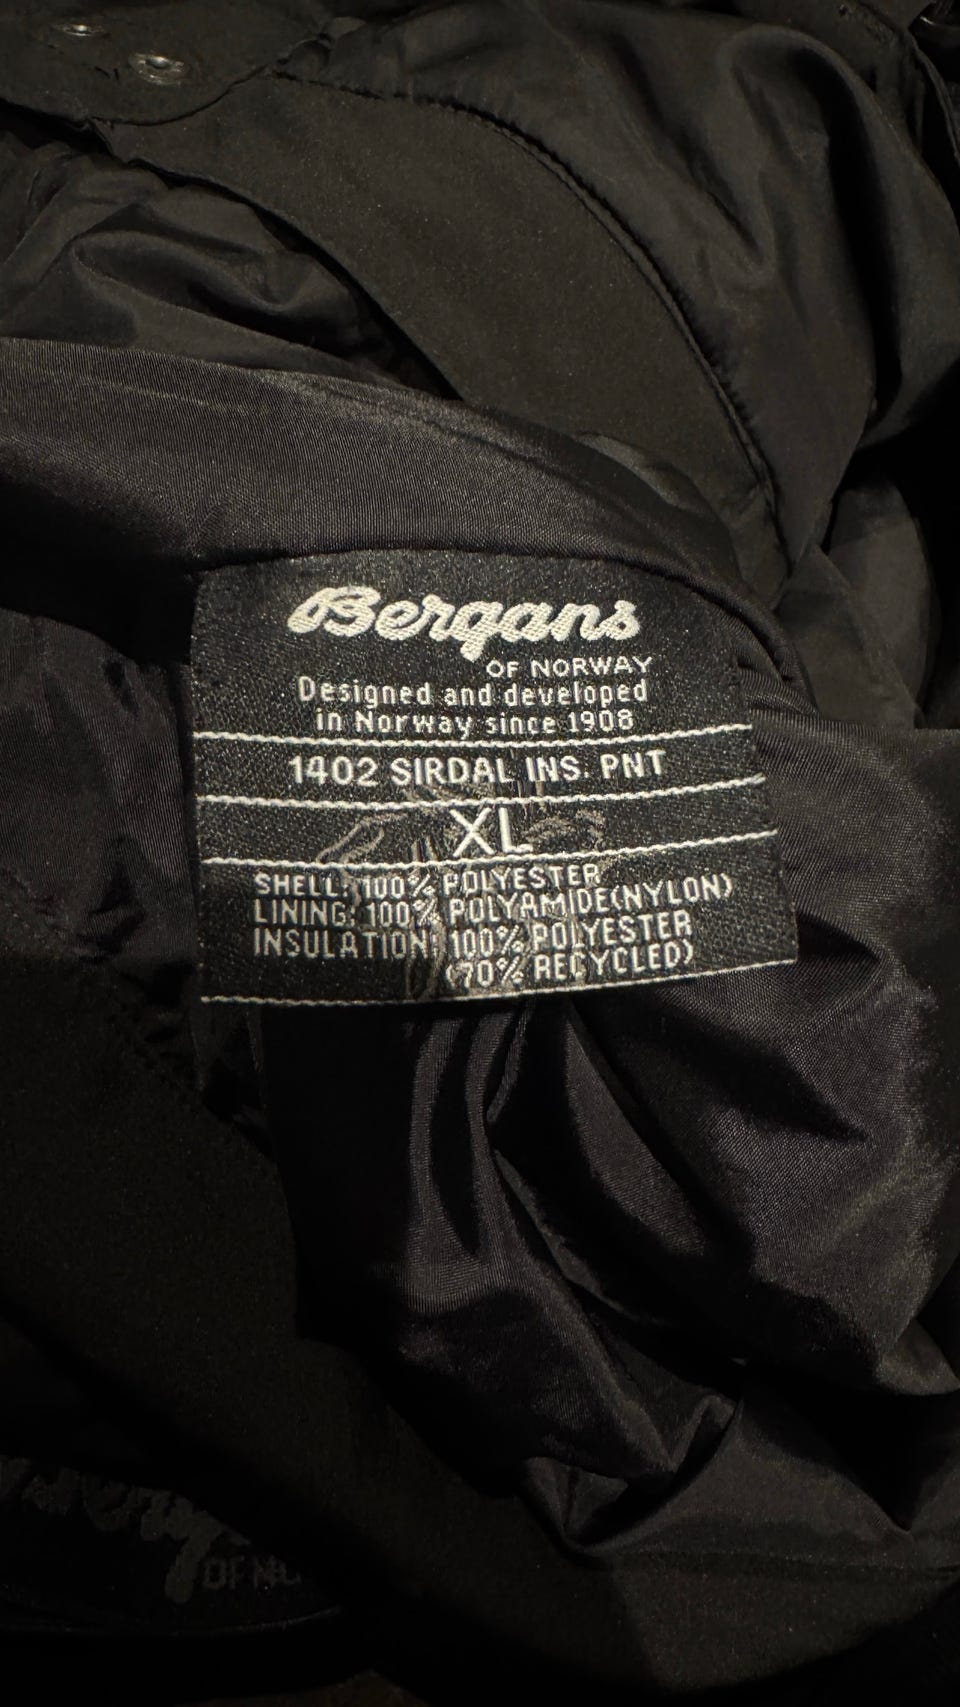 Bergans
OF NORWAY
Designed and developed
in Norway since 1908
1402 SIRDAL INS. PNT
XL
SHELL: 100% POLYESTER
LINING: 100% POLYAMIDE(NYLON)
INSULATION: 100% POLYESTER
(70% RECYCLED)